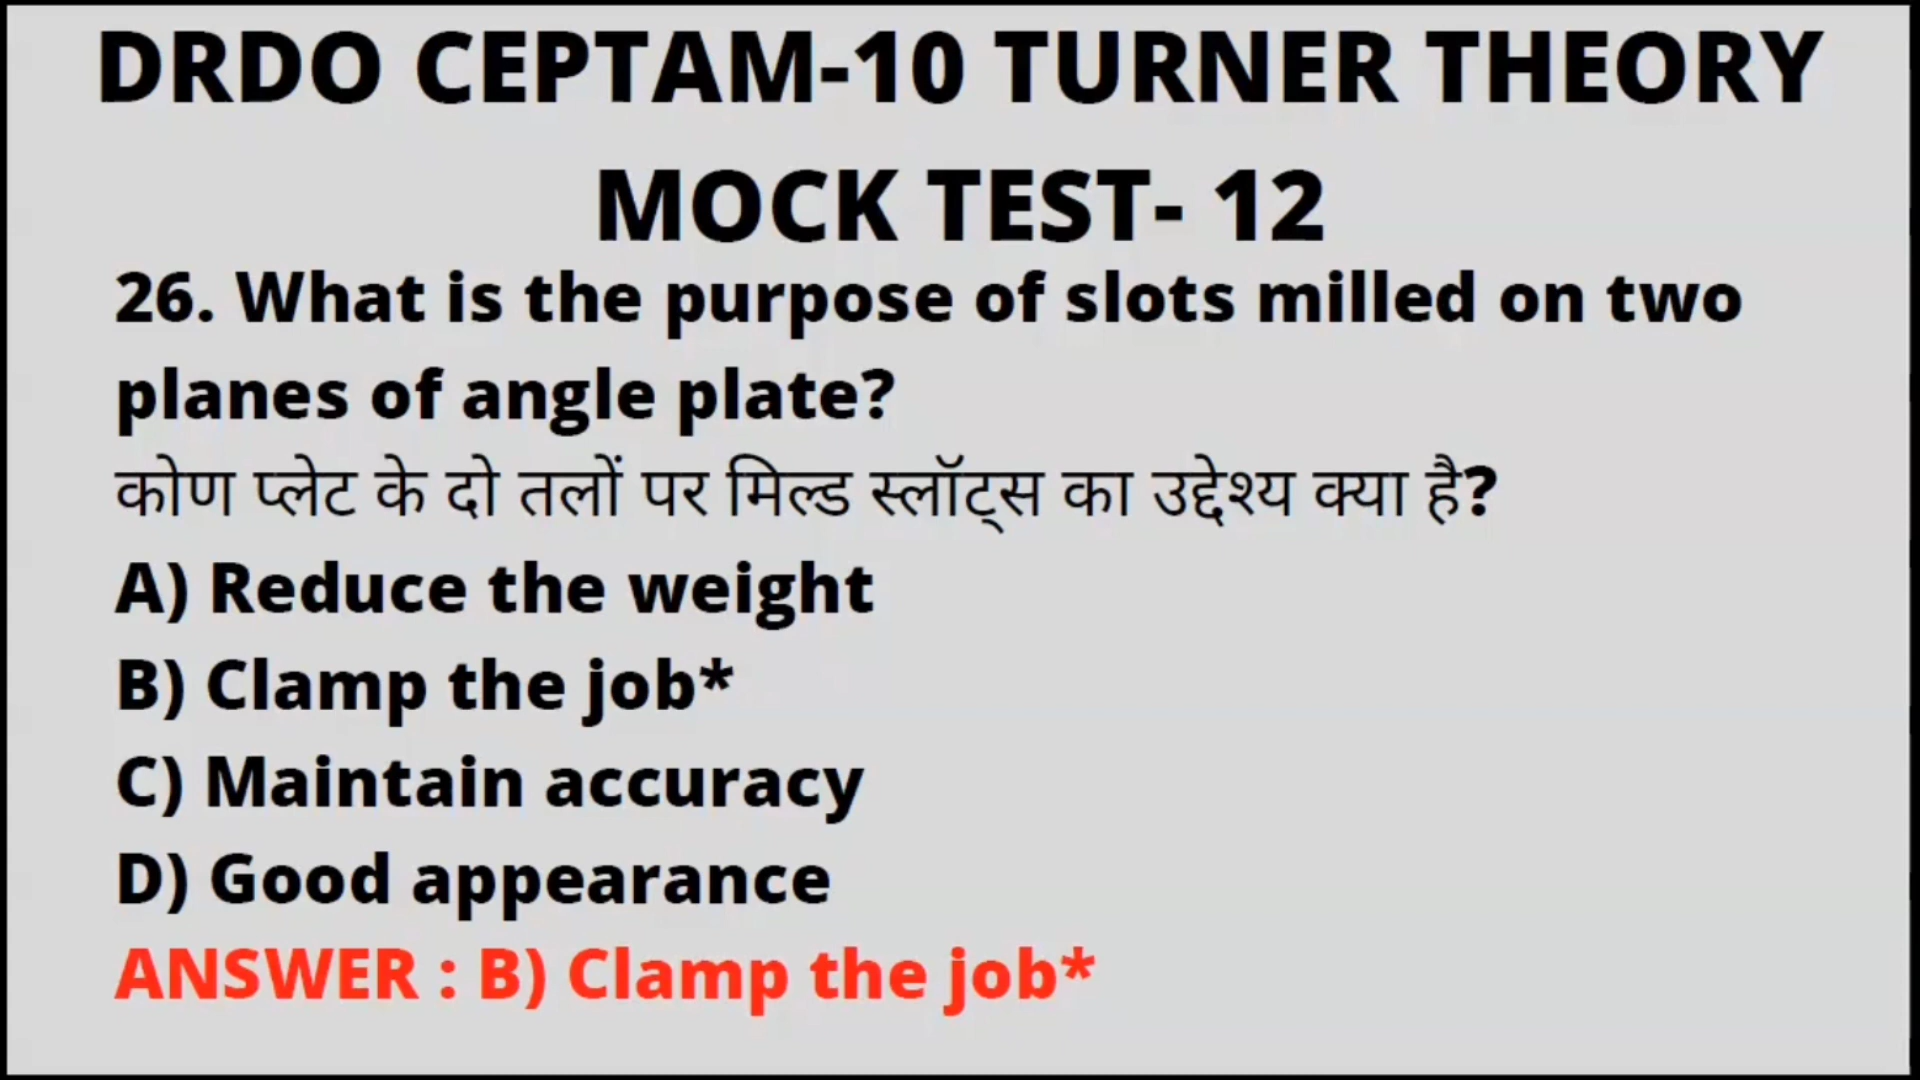 DRDO CEPTAM-10 TURNER THEORY
MOCK TEST- 12
26. What is the purpose of slots milled on two
planes of angle plate?
कोण प्लेट के दो तलों पर मिल्ड स्लॉट्स का उद्देश्य क्या है?
A) Reduce the weight
B) Clamp the job*
C) Maintain accuracy
D) Good appearance
ANSWER : B) Clamp the job*